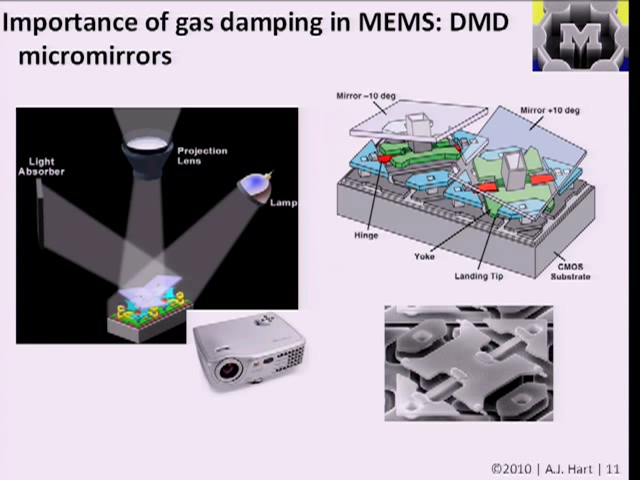 Importance of gas damping in MEMS: DMD
micromirrors
M
Light
Absorber
Projection
Lens
Lamp
Mirror –10 deg
Mirror +10 deg
Hinge
Yoke
Landing Tip
CMOS
Substrate
©2010 | A.J. Hart | 11